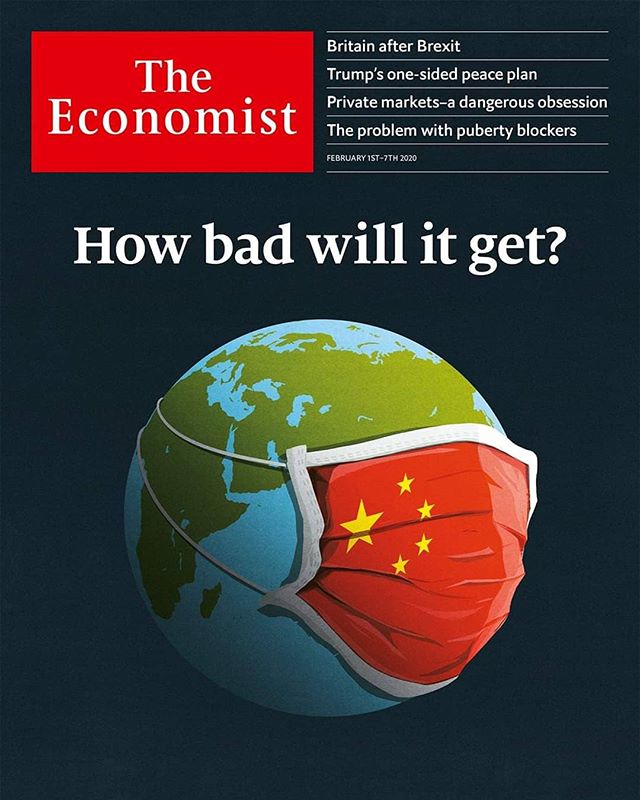 The
Economist
Britain after Brexit
Trump's one-sided peace plan
Private markets–a dangerous obsession
The problem with puberty blockers
FEBRUARY 1ST–7TH 2020
How bad will it get?